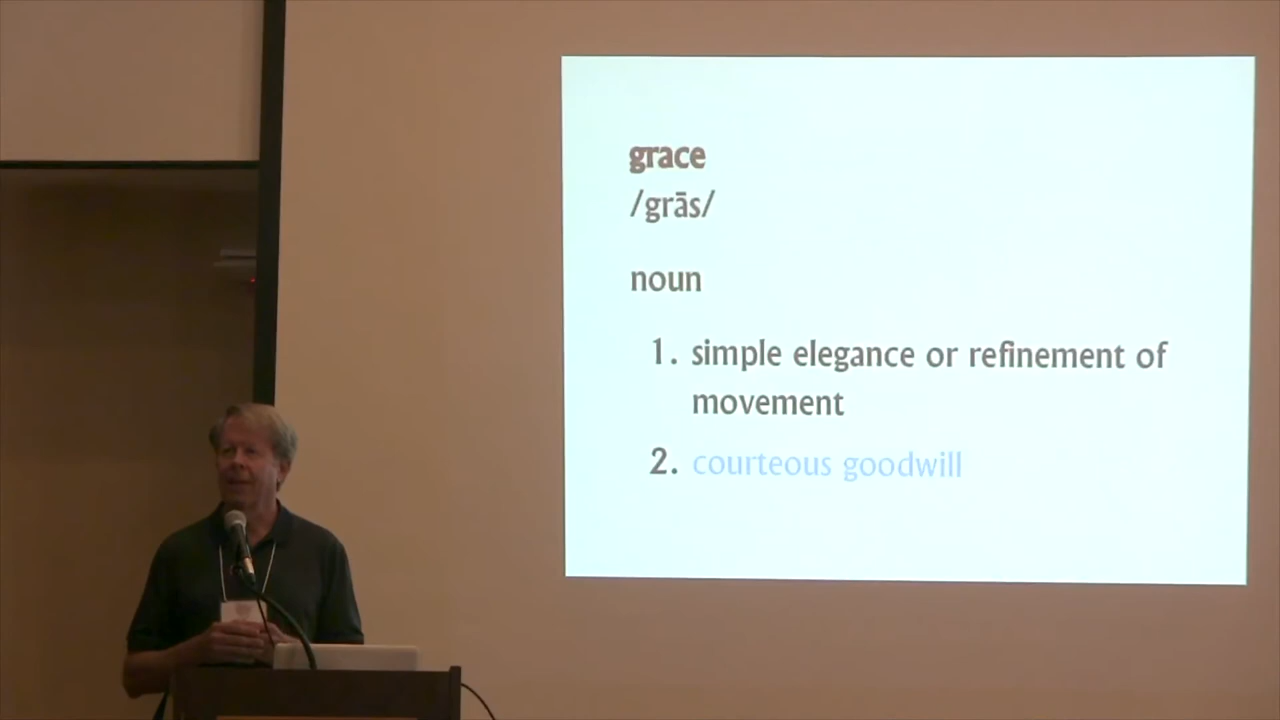 grace
/grās/
noun
1. simple elegance or refinement of
movement
2. courteous goodwill